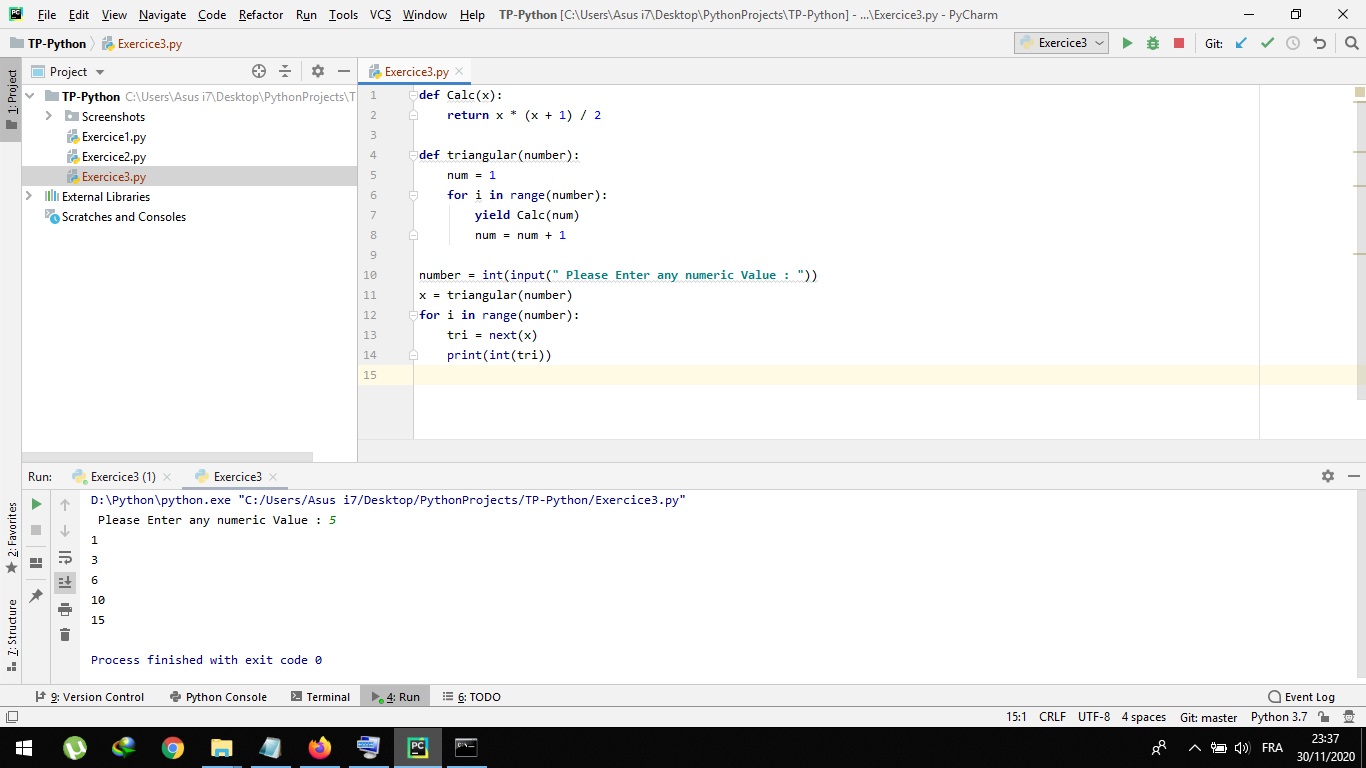 File Edit View Navigate Code Refactor Run Tools VCS Window Help TP-Python [C:\Users\Asus i7\Desktop\PythonProjects\TP-Python] - ...\Exercice3.py - PyCharm
TP-Python Exercice3.py Exercice3 Git:
1: Project
Project
TP-Python C:\Users\Asus i7\Desktop\PythonProjects\T
Screenshots
Exercice1.py
Exercice2.py
Exercice3.py
External Libraries
Scratches and Consoles
Exercice3.py
1 def Calc(x):
2     return x * (x + 1) / 2
3
4 def triangular(number):
5     num = 1
6     for i in range(number):
7         yield Calc(num)
8         num = num + 1
9
10 number = int(input(" Please Enter any numeric Value : "))
11 x = triangular(number)
12 for i in range(number):
13     tri = next(x)
14     print(int(tri))
15
Run: Exercice3 (1) Exercice3
D:\Python\python.exe "C:/Users/Asus i7/Desktop/PythonProjects/TP-Python/Exercice3.py"
 Please Enter any numeric Value : 5
1
3
6
10
15
Process finished with exit code 0
2: Favorites
7: Structure
9: Version Control Python Console Terminal 4: Run 6: TODO Event Log
15:1 CRLF UTF-8 4 spaces Git: master Python 3.7
FRA 23:37
30/11/2020